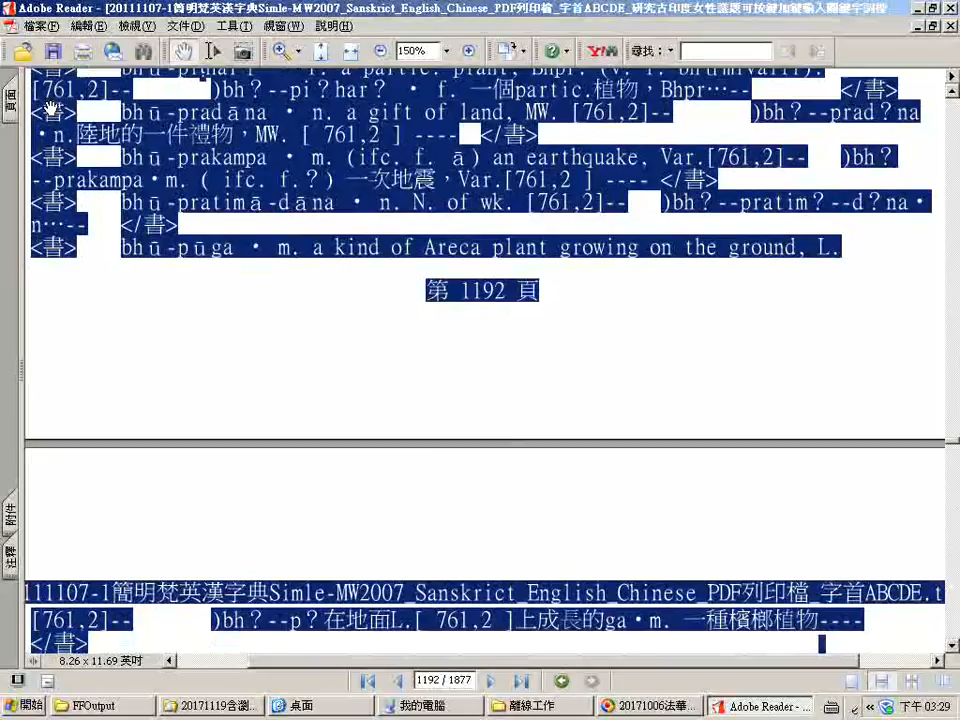 Adobe Reader - [20111107-1簡明梵英漢字典Simle-MW2007_Sanskrict_English_Chinese_PDF列印檔_字首ABCDE_研究古印度女性議題可按
檔案(F) 編輯(E) 檢視(V) 文件(D) 工具(T) 視窗(W) 說明(H)
150% Y! 尋找:
頁面
[761,2]-- )bh？--pi？har？ • f. 一個partic.植物，Bhpr…-- </書>
<書> bhū-pradāna • n. a gift of land, MW. [761,2]-- )bh？--prad？na
•n.陸地的一件禮物，MW. [ 761,2 ] ---- </書>
<書> bhū-prakampa • m. (ifc. f. ā) an earthquake, Var.[761,2]-- )bh？
--prakampa•m. ( ifc. f.？) 一次地震，Var.[761,2 ] ---- </書>
<書> bhū-pratimā-dāna • n. N. of wk. [761,2]-- )bh？--pratim？--d？na•
n…-- </書>
<書> bhū-pūga • m. a kind of Areca plant growing on the ground, L.
第 1192 頁
附件
注釋
111107-1簡明梵英漢字典Simle-MW2007_Sanskrict_English_Chinese_PDF列印檔_字首ABCDE.t
[761,2]-- )bh？--p？在地面L.[ 761,2 ]上成長的ga•m. 一種檳榔植物----
</書>
8.26 x 11.69 英吋
1192 / 1877
開始 FFOutput 20171119含瀏... 桌面 我的電腦 離線工作 20171006法華... Adobe Reader - ... 下午 03:29